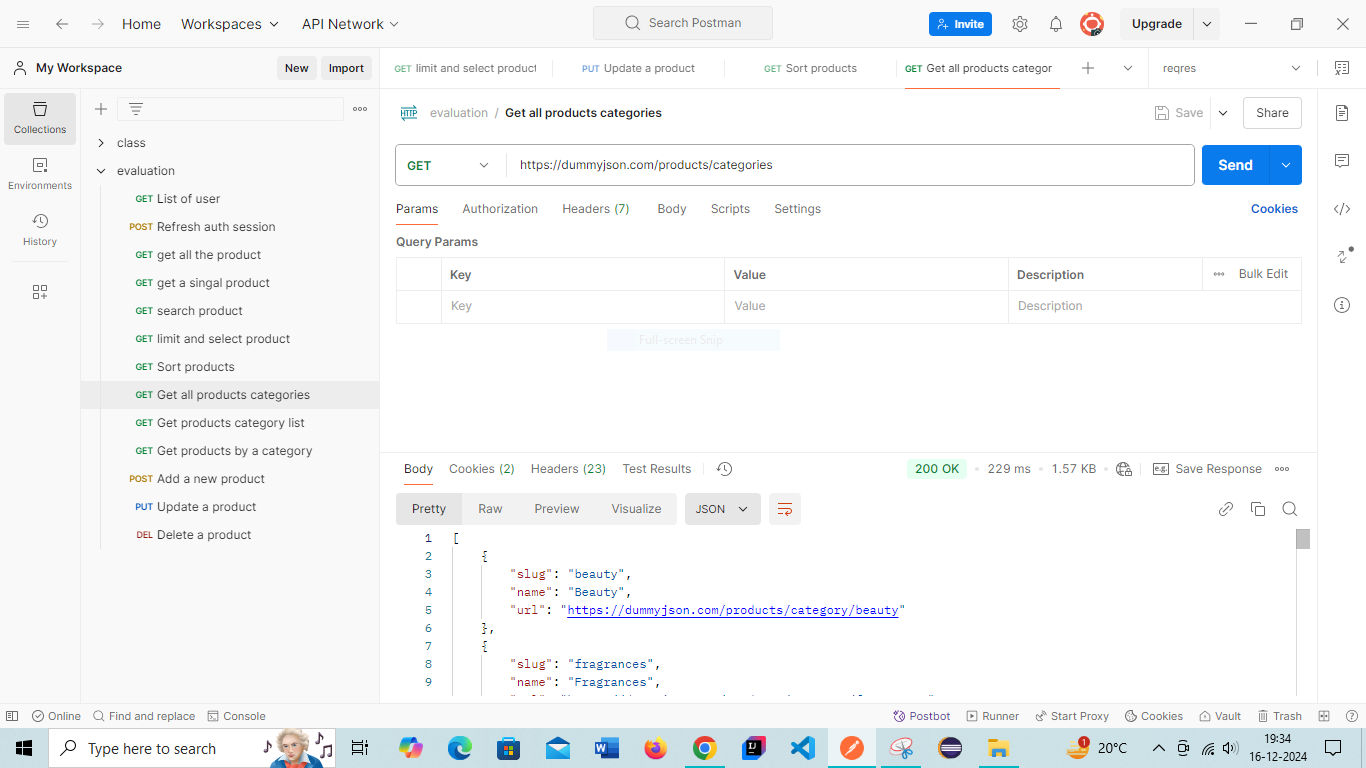 Home Workspaces API Network Search Postman Invite Upgrade
My Workspace New Import
GET limit and select product PUT Update a product GET Sort products GET Get all products categor reqres
Collections
Environments
History
class
evaluation
GET List of user
POST Refresh auth session
GET get all the product
GET get a singal product
GET search product
GET limit and select product
GET Sort products
GET Get all products categories
GET Get products category list
GET Get products by a category
POST Add a new product
PUT Update a product
DEL Delete a product
HTTP evaluation / Get all products categories Save Share
GET https://dummyjson.com/products/categories Send
Params Authorization Headers (7) Body Scripts Settings Cookies
Query Params
Key Value Description Bulk Edit
Key Value Description
Full-screen Snip
Body Cookies (2) Headers (23) Test Results 200 OK 229 ms 1.57 KB e.g. Save Response
Pretty Raw Preview Visualize JSON
1 [
2 {
3 "slug": "beauty",
4 "name": "Beauty",
5 "url": "https://dummyjson.com/products/category/beauty"
6 },
7 {
8 "slug": "fragrances",
9 "name": "Fragrances",
Online Find and replace Console Postbot Runner Start Proxy Cookies Vault Trash
Type here to search 1 20°C 19:34
16-12-2024